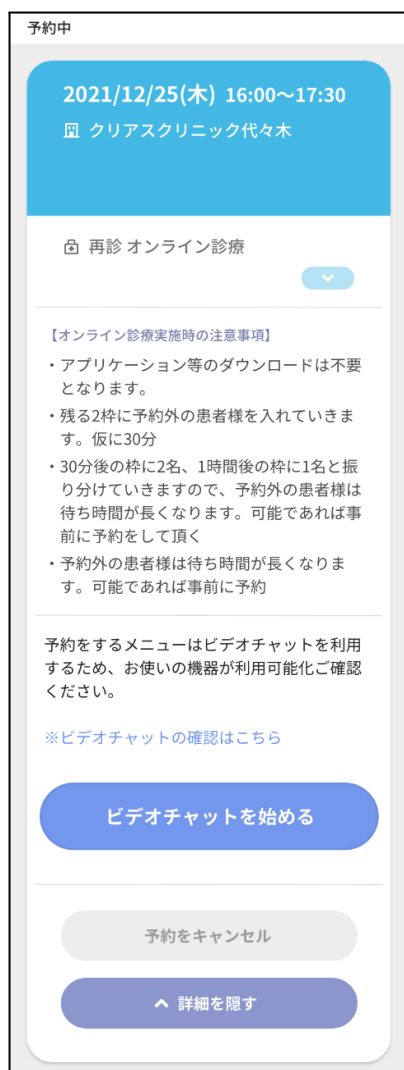 予約中
2021/12/25(木) 16:00〜17:30
クリアスクリニック代々木
再診 オンライン診療
【オンライン診療実施時の注意事項】
・アプリケーション等のダウンロードは不要
となります。
・残る2枠に予約外の患者様を入れていきま
す。仮に30分
・30分後の枠に2名、1時間後の枠に1名と振
り分けていきますので、予約外の患者様は
待ち時間が長くなります。可能であれば事
前に予約をして頂く
・予約外の患者様は待ち時間が長くなりま
す。可能であれば事前に予約
予約をするメニューはビデオチャットを利用
するため、お使いの機器が利用可能化ご確認
ください。
※ビデオチャットの確認はこちら
ビデオチャットを始める
予約をキャンセル
詳細を隠す